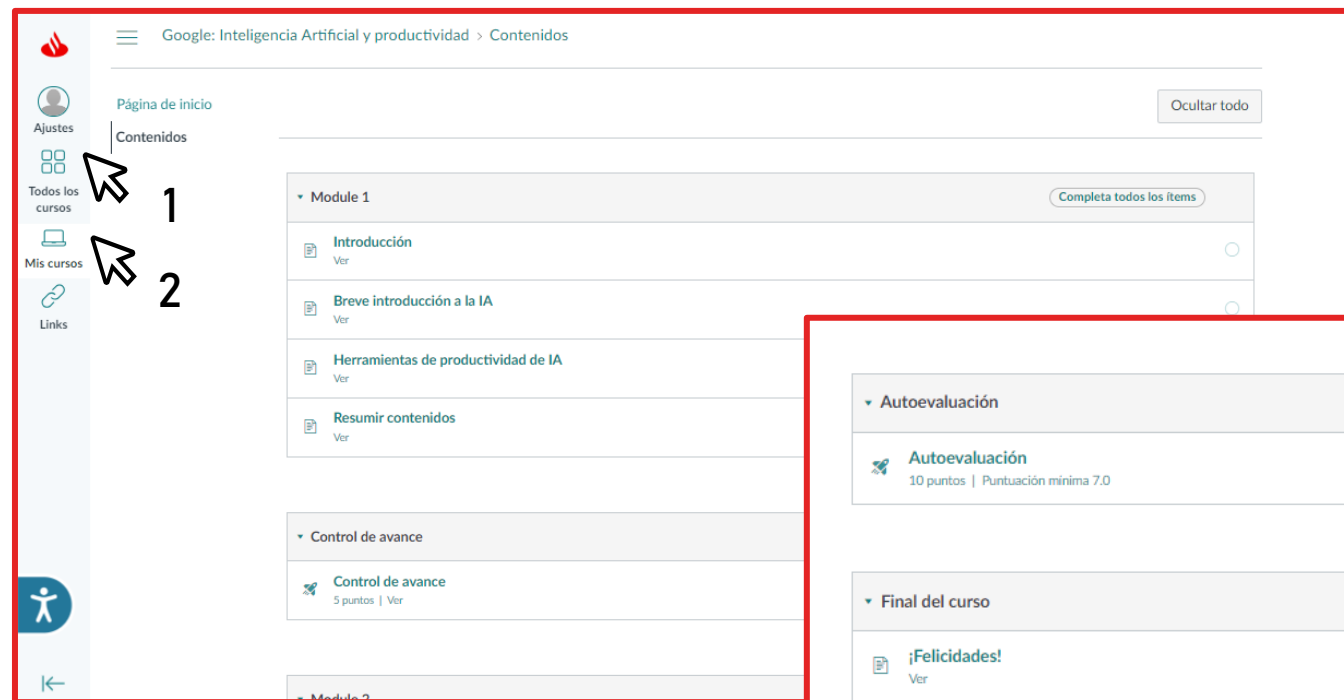 Google: Inteligencia Artificial y productividad > Contenidos
Ajustes
Todos los
cursos
Mis cursos
Links
1
2
Página de inicio
Contenidos
Ocultar todo
Module 1
Completa todos los ítems
Introducción
Ver
Breve introducción a la IA
Ver
Herramientas de productividad de IA
Ver
Resumir contenidos
Ver
Control de avance
Control de avance
5 puntos | Ver
Module 2
Autoevaluación
Autoevaluación
10 puntos | Puntuación mínima 7.0
Final del curso
¡Felicidades!
Ver